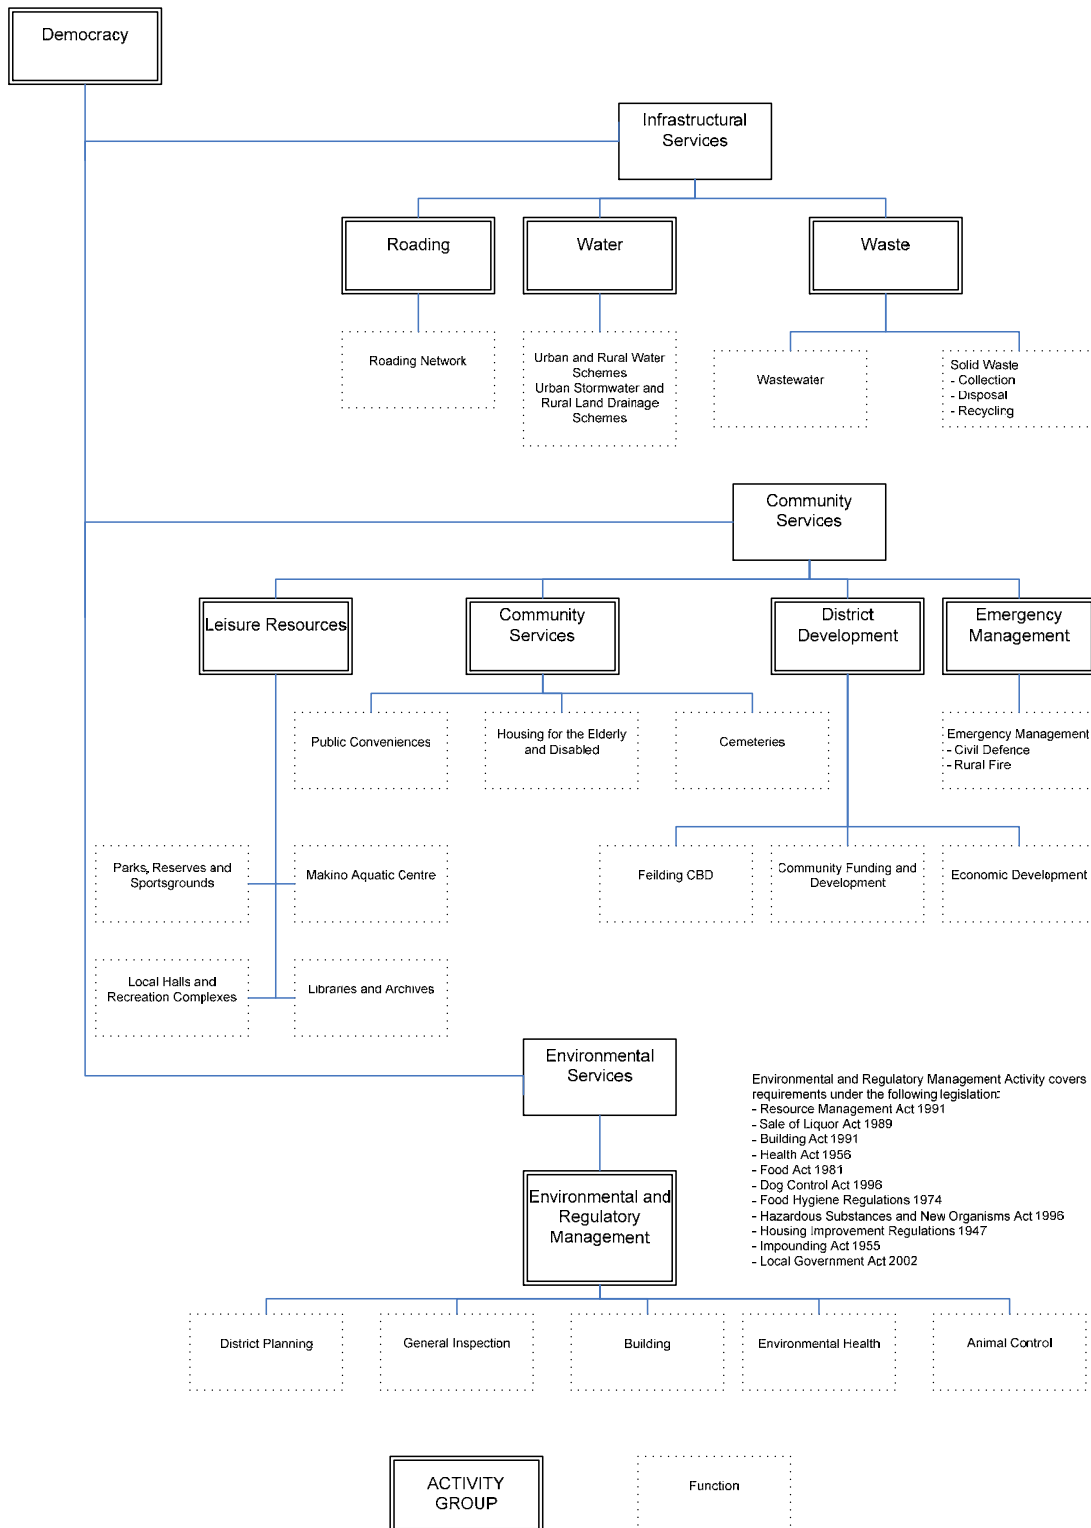 Democracy
Infrastructural
Services
Roading
Water
Waste
Roading Network
Urban and Rural Water
Schemes
Urban Stormwater and
Rural Land Drainage
Schemes
Wastewater
Solid Waste
- Collection
- Disposal
- Recycling
Community
Services
Leisure Resources
Community
Services
District
Development
Emergency
Management
Public Conveniences
Housing for the Elderly
and Disabled
Cemeteries
Emergency Management
- Civil Defence
- Rural Fire
Parks, Reserves and
Sportsgrounds
Makino Aquatic Centre
Feilding CBD
Community Funding and
Development
Economic Development
Local Halls and
Recreation Complexes
Libraries and Archives
Environmental
Services
Environmental and Regulatory Management Activity covers
requirements under the following legislation:
- Resource Management Act 1991
- Sale of Liquor Act 1989
- Building Act 1991
- Health Act 1956
- Food Act 1981
- Dog Control Act 1996
- Food Hygiene Regulations 1974
- Hazardous Substances and New Organisms Act 1996
- Housing Improvement Regulations 1947
- Impounding Act 1955
- Local Government Act 2002
Environmental and
Regulatory
Management
District Planning
General Inspection
Building
Environmental Health
Animal Control
ACTIVITY
GROUP
Function